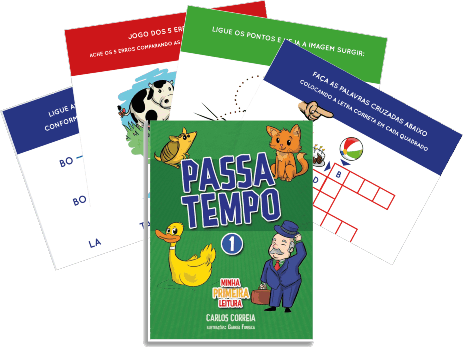 JOGO DOS 5
ACHE OS 5 ERROS COMPARANDO AS
LIGUE OS PONTOS E VEJA A IMAGEM SURGIR:
LIGUE
BO –
BO
LA
FAÇA AS PALAVRAS CRUZADAS ABAIXO
COLOCANDO A LETRA CORRETA EM CADA QUADRADO
B
D
PASSA
TEMPO
1
MINHA
PRIMEIRA
LEITURA
CARLOS CORREIA